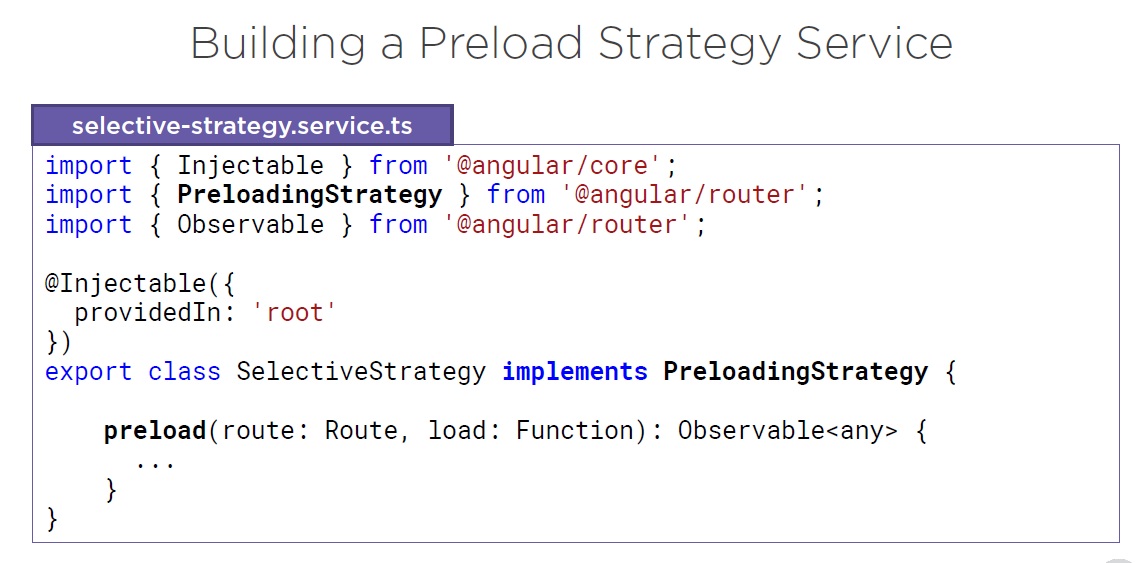 Building a Preload Strategy Service
selective-strategy.service.ts
import { Injectable } from '@angular/core';
import { PreloadingStrategy } from '@angular/router';
import { Observable } from '@angular/router';

@Injectable({
  providedIn: 'root'
})
export class SelectiveStrategy implements PreloadingStrategy {

    preload(route: Route, load: Function): Observable<any> {
      ...
    }
}